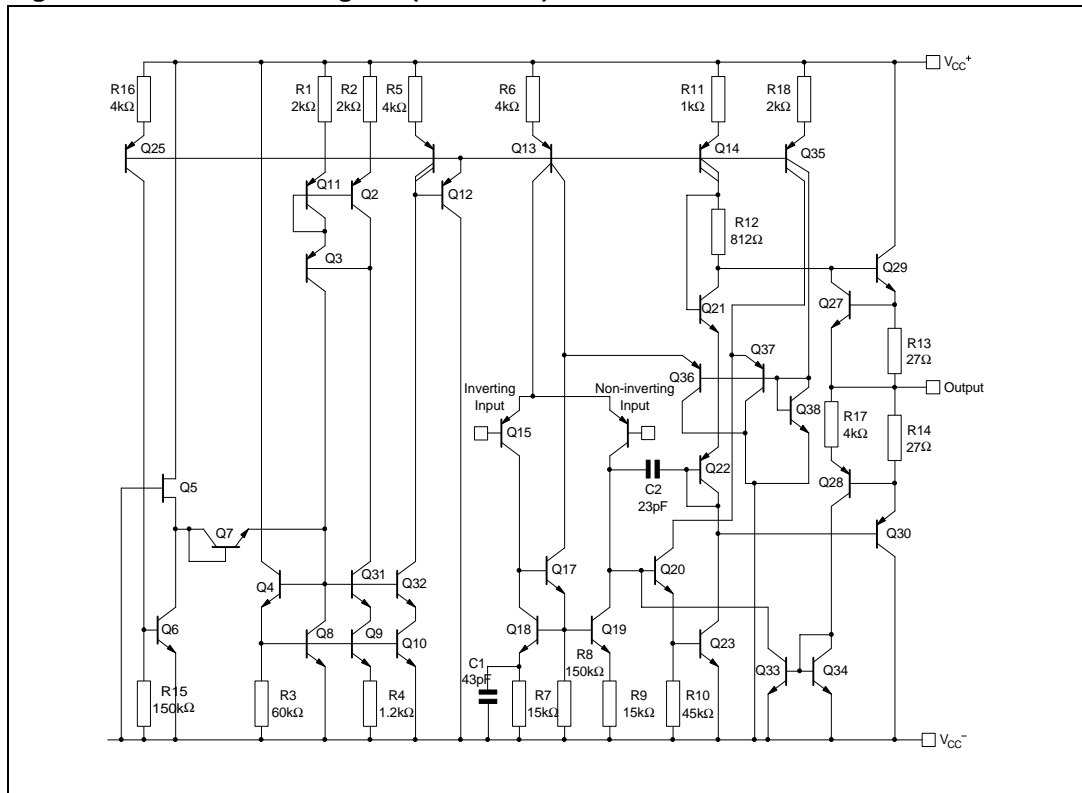 V_CC^+
R16
4kΩ
R1
2kΩ
R2
2kΩ
R5
4kΩ
R6
4kΩ
R11
1kΩ
R18
2kΩ
Q25
Q11
Q2
Q12
Q13
Q14
Q35
Q3
R12
812Ω
Q29
Q21
Q27
R13
27Ω
Q36
Q37
Output
Inverting
Input
Non-inverting
Input
Q38
Q15
R17
4kΩ
R14
27Ω
C2
23pF
Q22
Q28
Q5
Q7
Q30
Q4
Q31
Q32
Q17
Q20
Q6
Q8
Q9
Q10
Q18
Q19
Q23
Q33
Q34
C1
43pF
R8
150kΩ
R15
150kΩ
R3
60kΩ
R4
1.2kΩ
R7
15kΩ
R9
15kΩ
R10
45kΩ
V_CC^-